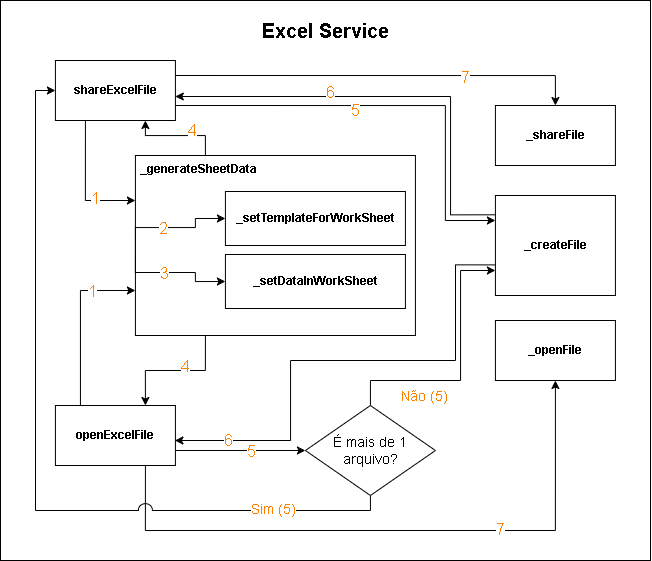 Excel Service
shareExcelFile
7
6
5
_shareFile
4
_generateSheetData
1
2
_setTemplateForWorkSheet
_createFile
3
_setDataInWorkSheet
1
_openFile
4
Não (5)
openExcelFile
6
5
É mais de 1
arquivo?
Sim (5)
7